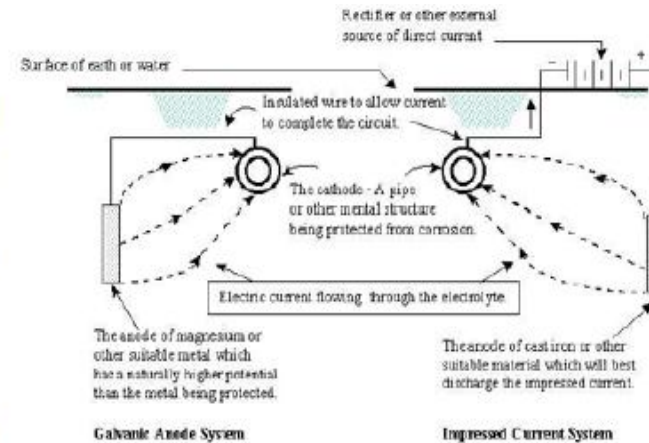 Rectifier or other external
source of direct current
- +
Surface of earth or water
Insulated wire to allow current
to complete the circuit.
The cathode - A pipe
or other mental structure
being protected from corrosion.
Electric current flowing through the electrolyte
The anode of magnesium or
other suitable metal which
has a naturally higher potential
than the metal being protected.
The anode of cast iron or other
suitable material which will best
discharge the impressed current.
Galvanic Anode System
Impressed Current System